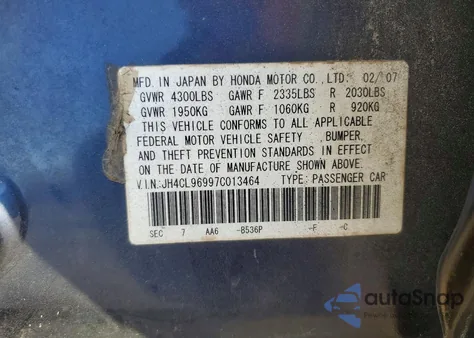 MFD. IN JAPAN BY HONDA MOTOR CO., LTD. 02/07
GVWR 4300LBS GAWR F 2335LBS R 2030LBS
GVWR 1950KG GAWR F 1060KG R 920KG
THIS VEHICLE CONFORMS TO ALL APPLICABLE
FEDERAL MOTOR VEHICLE SAFETY, BUMPER,
AND THEFT PREVENTION STANDARDS IN EFFECT
ON THE DATE OF MANUFACTURE SHOWN ABOVE.
V.I.N.:JH4CL96997C013464 TYPE: PASSENGER CAR
SEC 7 AA6 -B536P -F -C
autoSnap